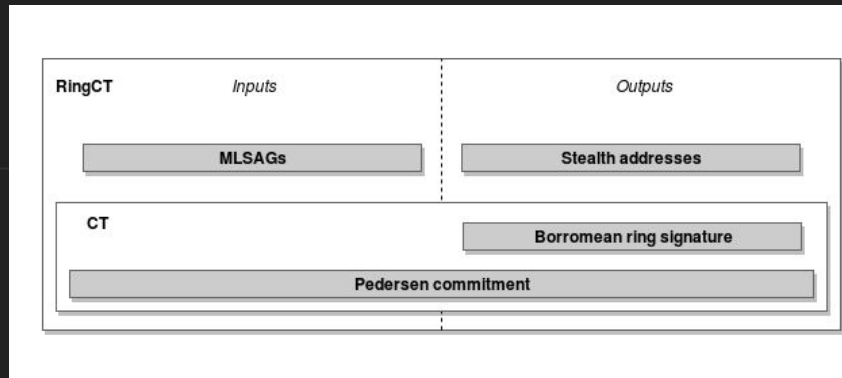 RingCT Inputs Outputs
MLSAGs Stealth addresses
CT
Borromean ring signature
Pedersen commitment